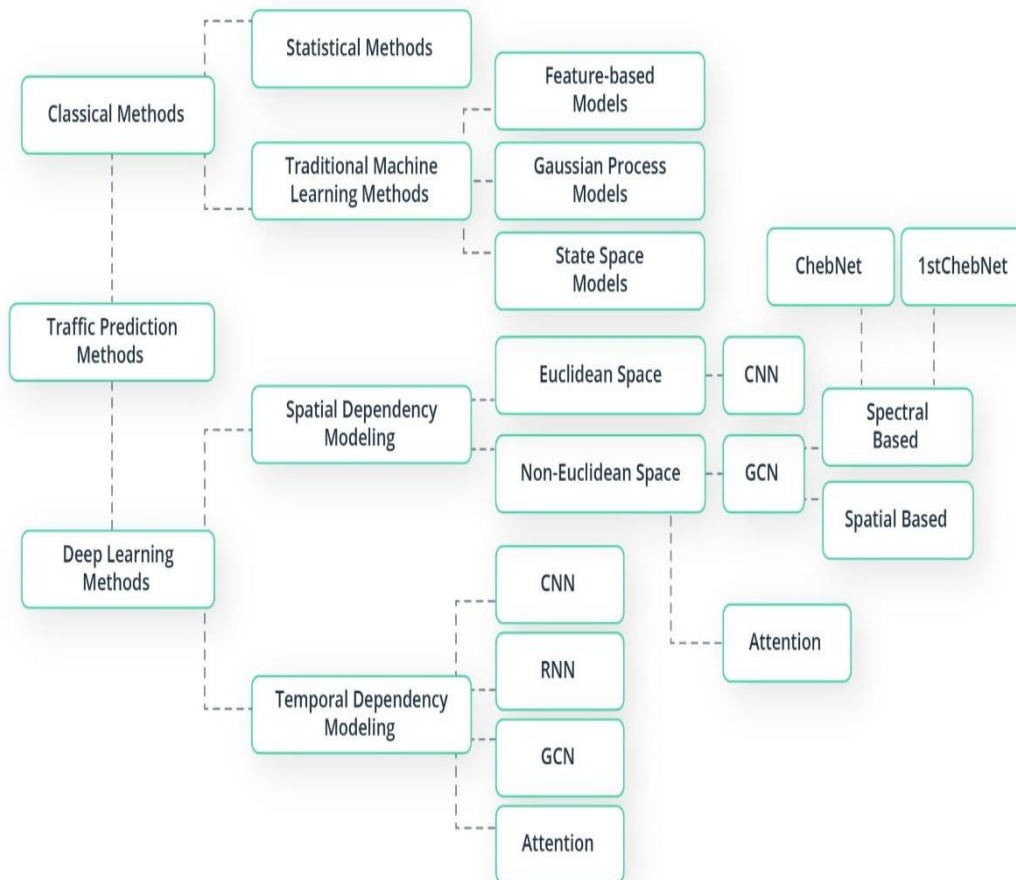 Statistical Methods
Classical Methods
Feature-based
Models
Traditional Machine
Learning Methods
Gaussian Process
Models
State Space
Models
ChebNet
1stChebNet
Traffic Prediction
Methods
Euclidean Space
CNN
Spatial Dependency
Modeling
Spectral
Based
Non-Euclidean Space
GCN
Spatial Based
Deep Learning
Methods
CNN
Attention
RNN
Temporal Dependency
Modeling
GCN
Attention